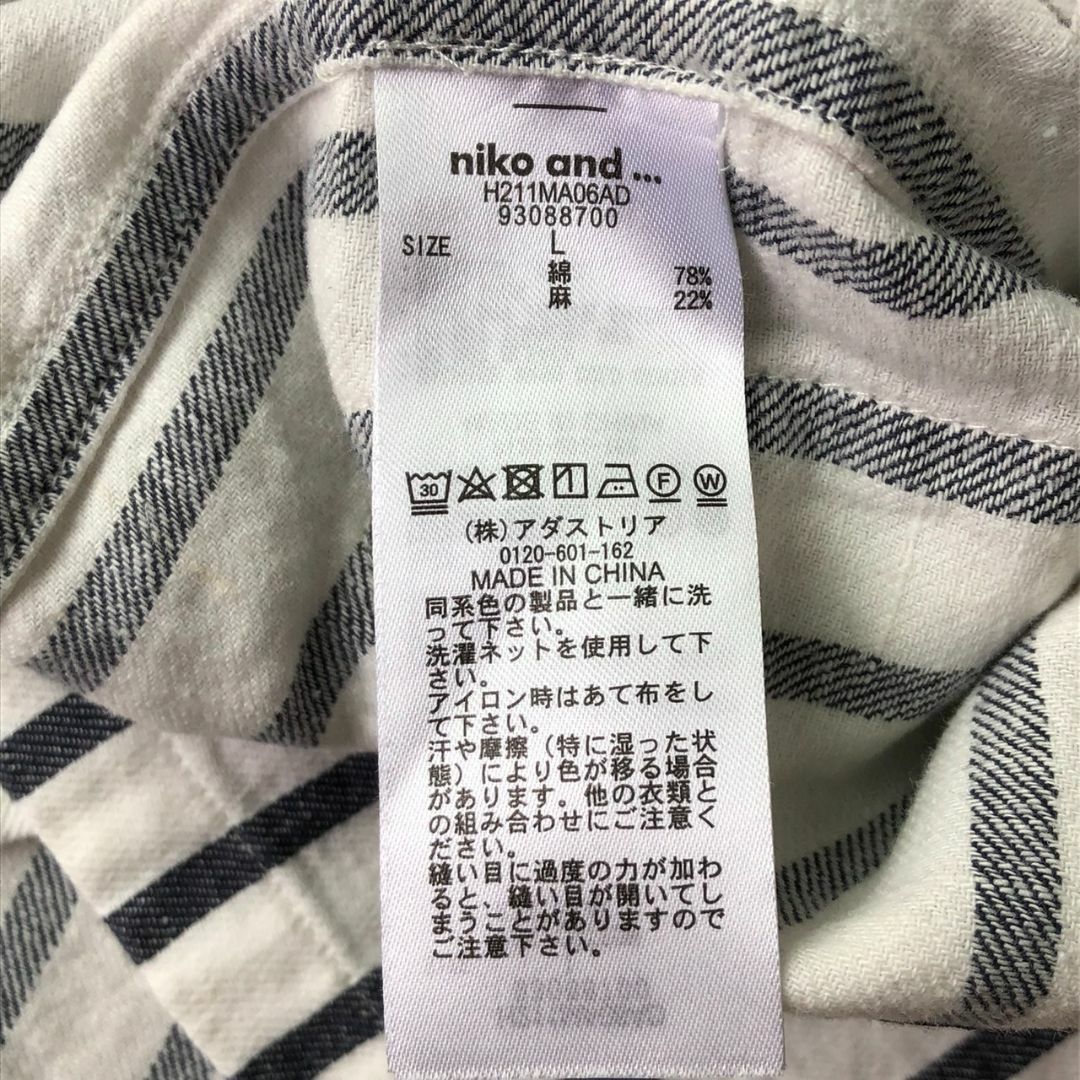 niko and ...
H211MA06AD
93088700
SIZE L
綿 78%
麻 22%
30 F W
(株)アダストリア
0120-601-162
MADE IN CHINA
同系色の製品と一緒に洗
って下さい。
洗濯ネットを使用して下
さい。
アイロン時はあて布をし
て下さい。
汗や摩擦(特に湿った状
態)により色が移る場合
があります。他の衣類と
の組み合わせにご注意く
ださい。
縫い目に過度の力が加わ
ると、縫い目が開いてし
まうことがありますので
ご注意下さい。